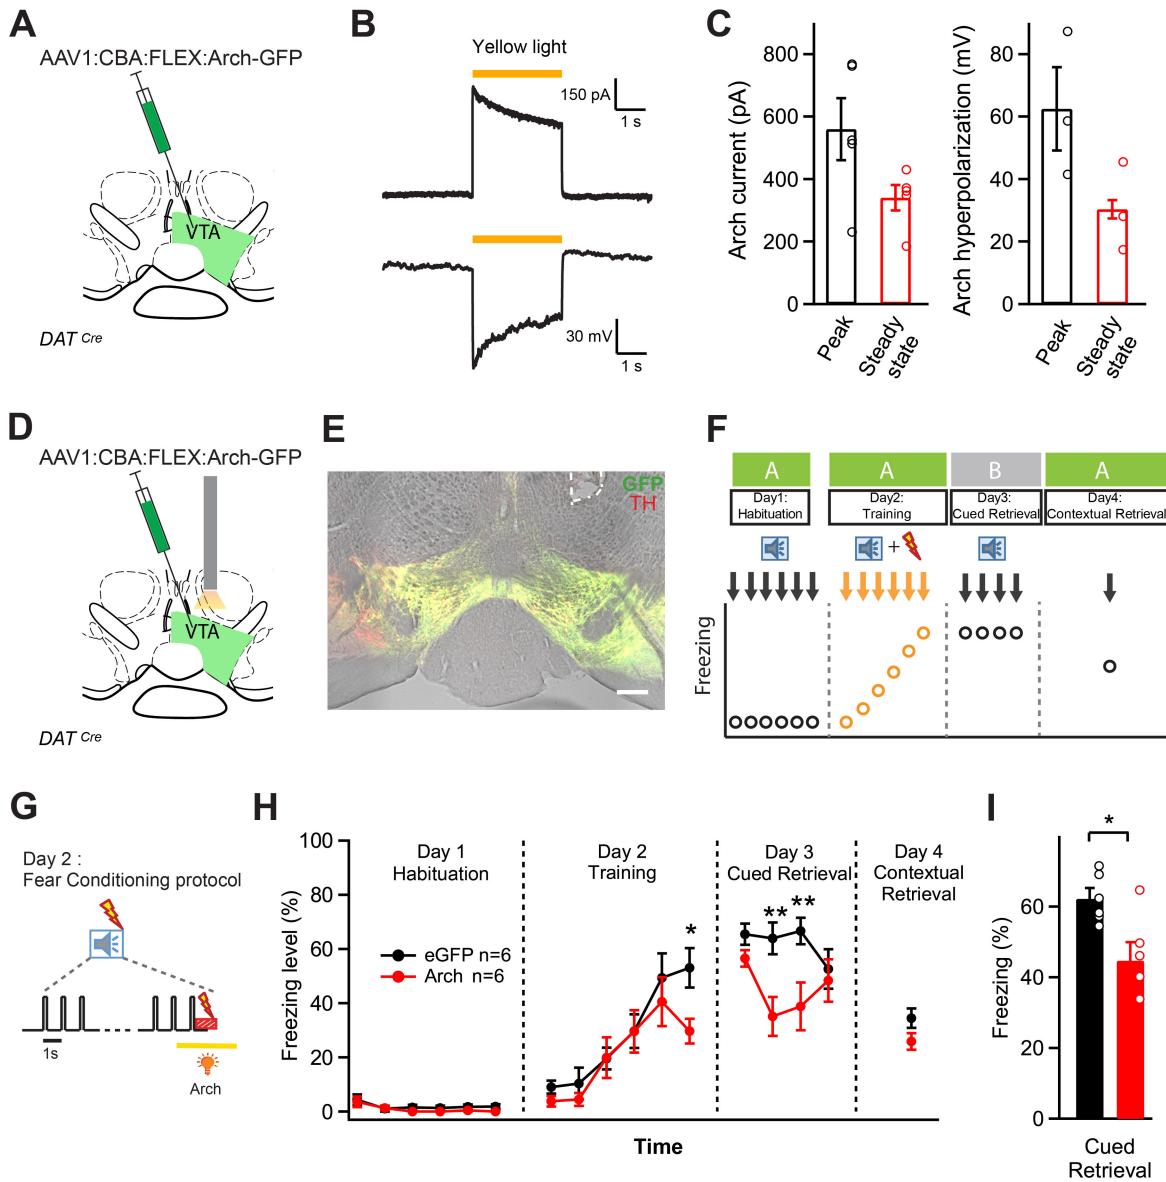 A
AAV1:CBA:FLEX:Arch-GFP
VTA
DAT Cre
B
Yellow light
150 pA
1 s
30 mV
1 s
C
Arch current (pA)
800
600
400
200
0
Peak
Steady
state
Arch hyperpolarization (mV)
80
60
40
20
0
Peak
Steady
state
D
AAV1:CBA:FLEX:Arch-GFP
VTA
DAT Cre
E
GFP
TH
F
A
A
B
A
Day1:
Habituation
Day2:
Training
Day3:
Cued Retrieval
Day4:
Contextual Retrieval
+
Freezing
G
Day 2 :
Fear Conditioning protocol
1s
Arch
H
Freezing level (%)
100
80
60
40
20
0
Day 1
Habituation
Day 2
Training
Day 3
Cued Retrieval
Day 4
Contextual
Retrieval
eGFP n=6
Arch n=6
*
**
**
Time
I
Freezing (%)
60
40
20
0
*
Cued
Retrieval